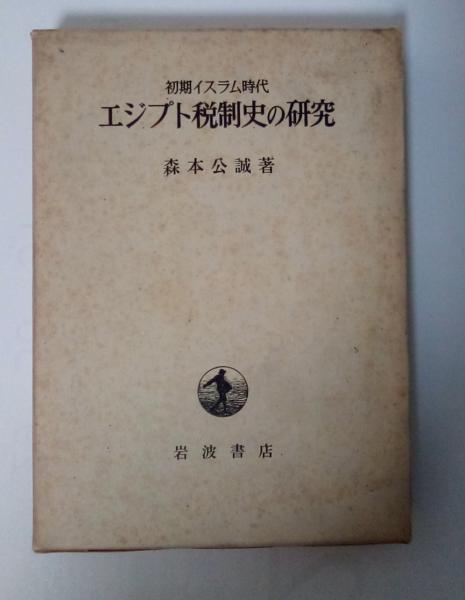 初期イスラム時代
エジプト税制史の研究
森本公誠著
岩波書店